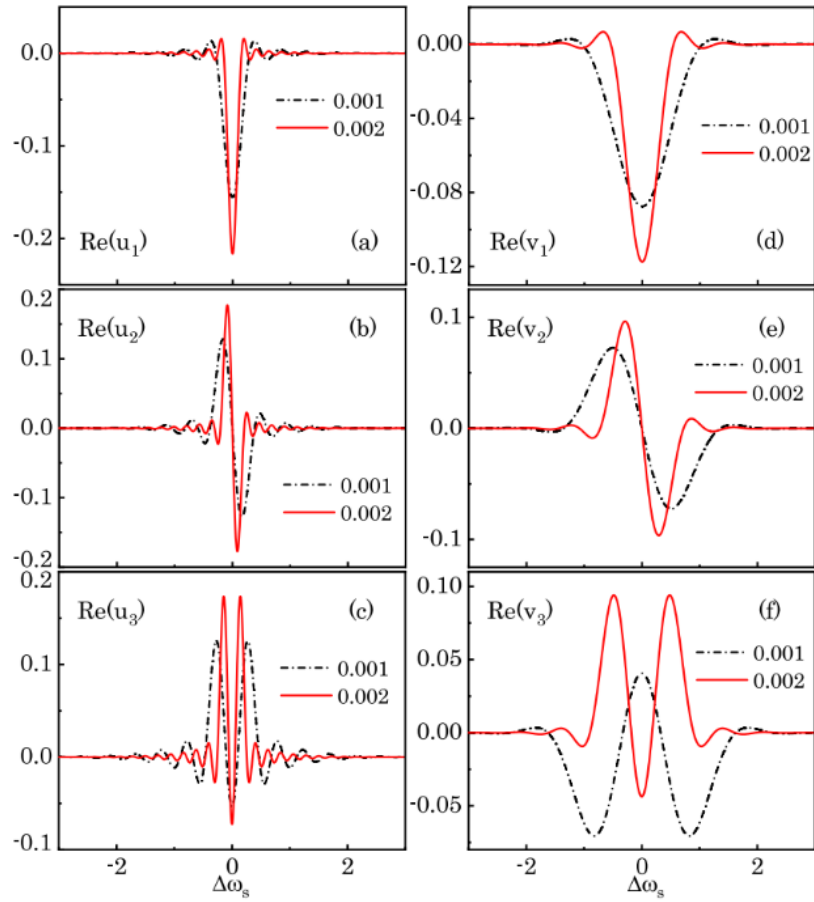 0.0
-0.1
-0.2
0.001
0.002
Re(u1)
(a)
0.00
-0.04
-0.08
-0.12
0.001
0.002
Re(v1)
(d)
0.2
0.1
0.0
-0.1
-0.2
Re(u2)
(b)
0.001
0.002
0.1
0.0
-0.1
Re(v2)
(e)
0.001
0.002
0.2
0.1
0.0
-0.1
Re(u3)
(c)
0.001
0.002
-2
0
2
Δωs
0.10
0.05
0.00
-0.05
Re(v3)
(f)
0.001
0.002
-2
0
2
Δωs